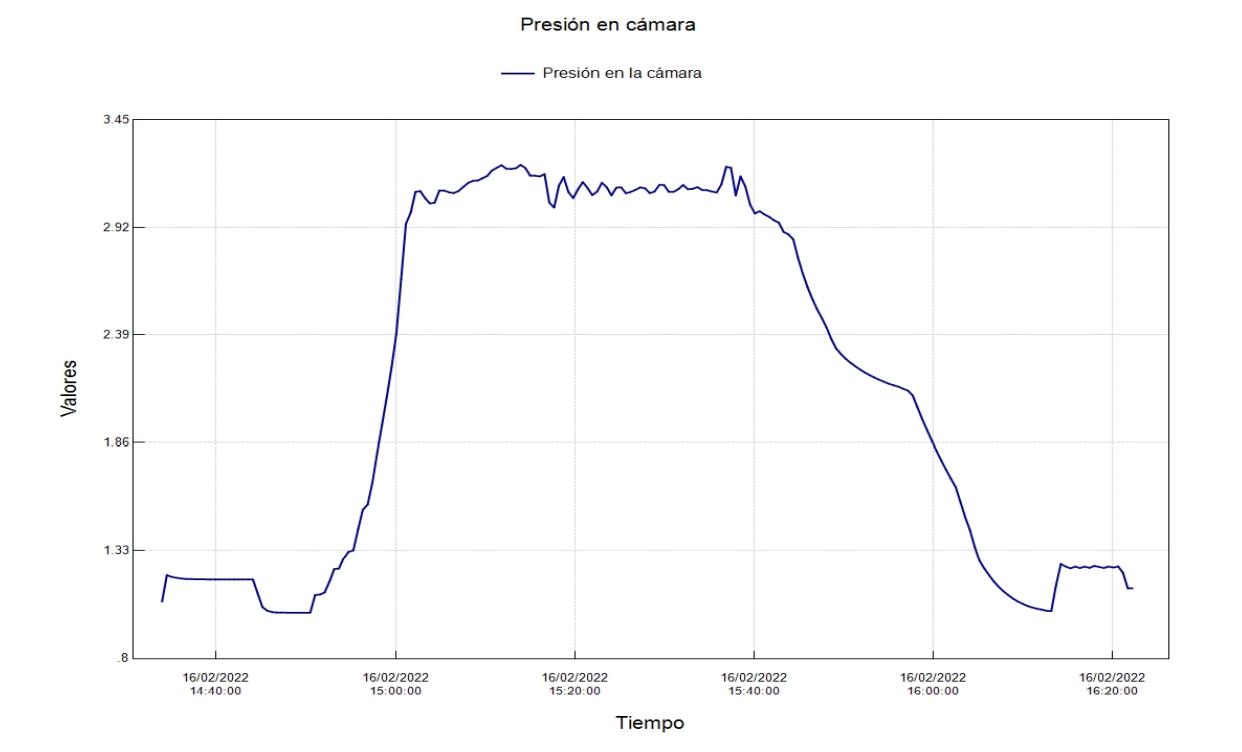 Presión en cámara
Presión en la cámara
3.45
2.92
2.39
1.86
1.33
.8
Valores
16/02/2022 16/02/2022 16/02/2022 16/02/2022 16/02/2022 16/02/2022
14:40:00 15:00:00 15:20:00 15:40:00 16:00:00 16:20:00
Tiempo